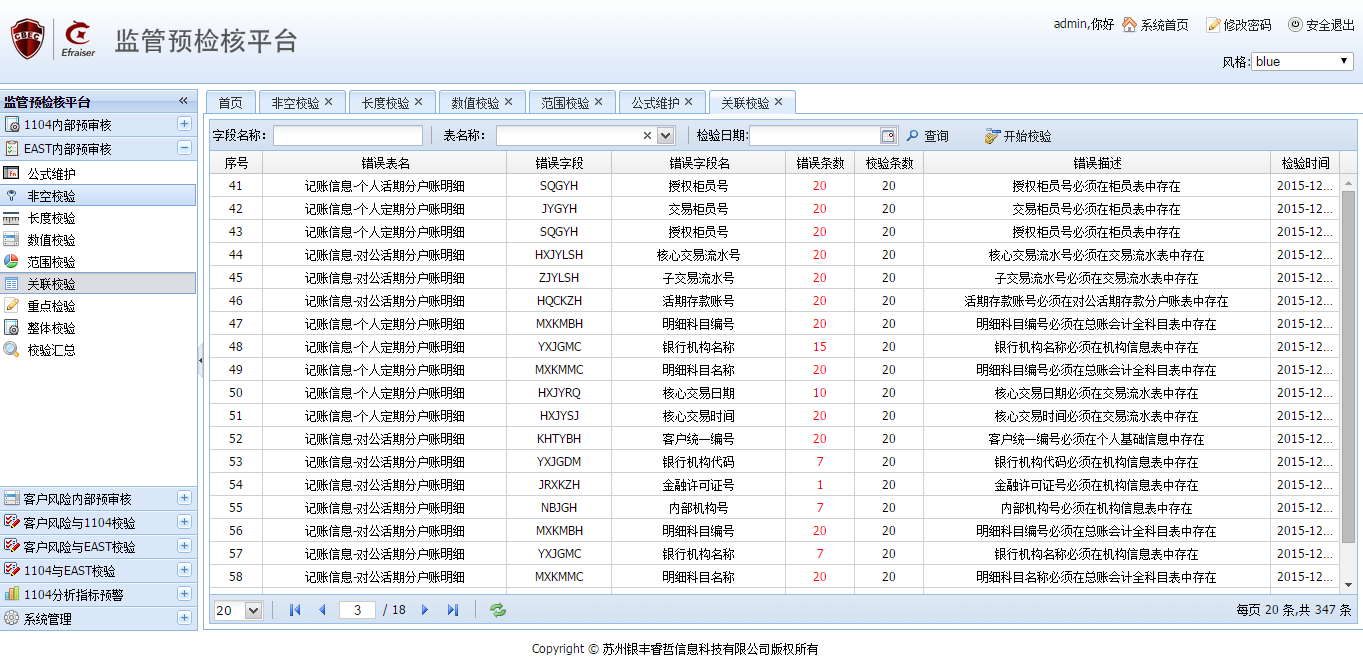 CBEC
Efraiser
监管预检核平台
admin,你好 系统首页 修改密码 安全退出
风格: blue
监管预检核平台
1104内部预审核
EAST内部预审核
公式维护
非空校验
长度校验
数值校验
范围校验
关联校验
重点检验
整体校验
校验汇总
客户风险内部预审核
客户风险与1104校验
客户风险与EAST校验
1104与EAST校验
1104分析指标预警
系统管理
首页 非空校验 长度校验 数值校验 范围校验 公式维护 关联校验
字段名称: 表名称: 检验日期: 查询 开始校验
序号 错误表名 错误字段 错误字段名 错误条数 校验条数 错误描述 检验时间
41 记账信息-个人活期分户账明细 SQGYH 授权柜员号 20 20 授权柜员号必须在柜员表中存在 2015-12...
42 记账信息-个人定期分户账明细 JYGYH 交易柜员号 20 20 交易柜员号必须在柜员表中存在 2015-12...
43 记账信息-个人定期分户账明细 SQGYH 授权柜员号 20 20 授权柜员号必须在柜员表中存在 2015-12...
44 记账信息-对公活期分户账明细 HXJYLSH 核心交易流水号 20 20 核心交易流水号必须在交易流水表中存在 2015-12...
45 记账信息-对公活期分户账明细 ZJYLSH 子交易流水号 20 20 子交易流水号必须在交易流水表中存在 2015-12...
46 记账信息-对公活期分户账明细 HQCKZH 活期存款账号 20 20 活期存款账号必须在对公活期存款分户账表中存在 2015-12...
47 记账信息-个人定期分户账明细 MXKMBH 明细科目编号 20 20 明细科目编号必须在总账会计全科目表中存在 2015-12...
48 记账信息-个人定期分户账明细 YXJGMC 银行机构名称 15 20 银行机构名称必须在机构信息表中存在 2015-12...
49 记账信息-个人定期分户账明细 MXKMMC 明细科目名称 20 20 明细科目编号必须在总账会计全科目表中存在 2015-12...
50 记账信息-个人定期分户账明细 HXJYRQ 核心交易日期 10 20 核心交易日期必须在交易流水表中存在 2015-12...
51 记账信息-个人定期分户账明细 HXJYSJ 核心交易时间 20 20 核心交易时间必须在交易流水表中存在 2015-12...
52 记账信息-对公活期分户账明细 KHTYBH 客户统一编号 20 20 客户统一编号必须在个人基础信息中存在 2015-12...
53 记账信息-对公活期分户账明细 YXJGDM 银行机构代码 7 20 银行机构代码必须在机构信息表中存在 2015-12...
54 记账信息-对公活期分户账明细 JRXKZH 金融许可证号 1 20 金融许可证号必须在机构信息中存在 2015-12...
55 记账信息-对公活期分户账明细 NBJGH 内部机构号 7 20 内部机构号必须在机构信息表中存在 2015-12...
56 记账信息-对公活期分户账明细 MXKMBH 明细科目编号 20 20 明细科目编号必须在总账会计全科目表中存在 2015-12...
57 记账信息-对公活期分户账明细 YXJGMC 银行机构名称 7 20 银行机构名称必须在机构信息表中存在 2015-12...
58 记账信息-对公活期分户账明细 MXKMMC 明细科目名称 20 20 明细科目名称必须在总账会计全科目表中存在 2015-12...
20 3 / 18 每页 20 条,共 347 条
Copyright © 苏州银丰睿哲信息科技有限公司版权所有